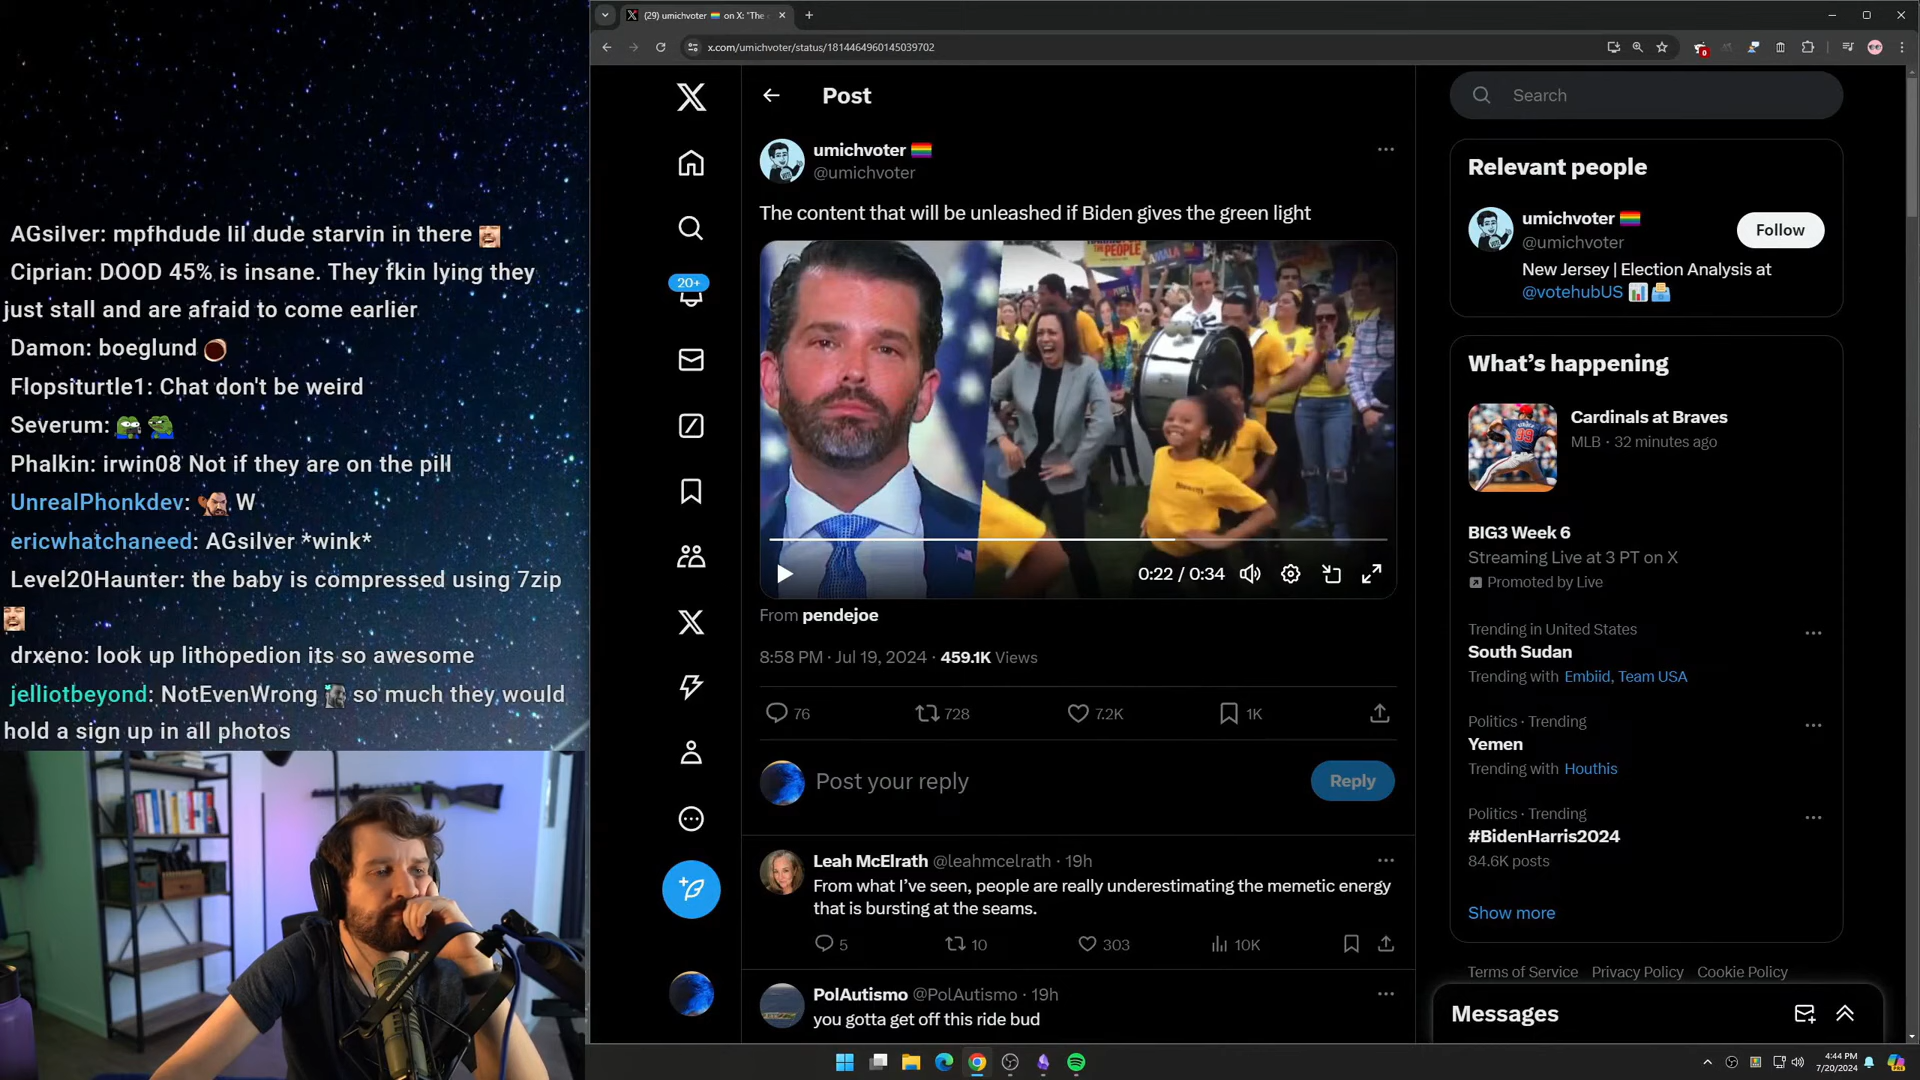 AGsilver: mpfhdude lil dude starvin in there
Ciprian: DOOD 45% is insane. They fkin lying they
just stall and are afraid to come earlier
Damon: boeglund
Flopsiturtle1: Chat don't be weird
Severum:
Phalkin: irwin08 Not if they are on the pill
UnrealPhonkdev: W
ericwhatchaneed: AGsilver *wink*
Level20Haunter: the baby is compressed using 7zip
drxeno: look up lithopedion its so awesome
jelliotbeyond: NotEvenWrong so much they would
hold a sign up in all photos
(29) umichvoter 🏳️‍🌈 on X: "The
x.com/umichvoter/status/1814464960145039702
0
20+
Post
umichvoter 🏳️‍🌈
@umichvoter
The content that will be unleashed if Biden gives the green light
THE PEOPLE
0:22 / 0:34
From pendejoe
8:58 PM · Jul 19, 2024 · 459.1K Views
76 728 7.2K 1K
Post your reply
Reply
Leah McElrath @leahmcelrath · 19h
From what I've seen, people are really underestimating the memetic energy
that is bursting at the seams.
5 10 303 10K
PolAutismo @PolAutismo · 19h
you gotta get off this ride bud
Search
Relevant people
umichvoter 🏳️‍🌈
@umichvoter
Follow
New Jersey | Election Analysis at
@votehubUS 📊🗳️
What's happening
Cardinals at Braves
MLB · 32 minutes ago
BIG3 Week 6
Streaming Live at 3 PT on X
Promoted by Live
Trending in United States
South Sudan
Trending with Embiid, Team USA
Politics · Trending
Yemen
Trending with Houthis
Politics · Trending
#BidenHarris2024
84.6K posts
Show more
Terms of Service Privacy Policy Cookie Policy
Messages
4:44 PM
7/20/2024